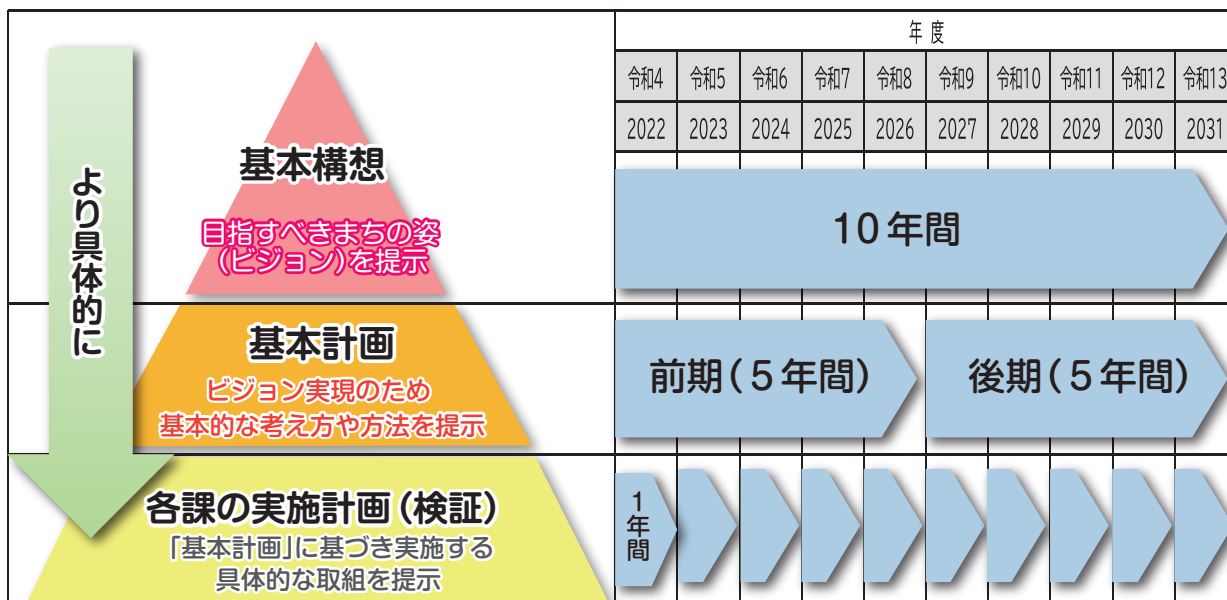 より具体的に
基本構想
目指すべきまちの姿
(ビジョン)を提示
基本計画
ビジョン実現のため
基本的な考え方や方法を提示
各課の実施計画(検証)
「基本計画」に基づき実施する
具体的な取組を提示
年度
令和4 令和5 令和6 令和7 令和8 令和9 令和10 令和11 令和12 令和13
2022 2023 2024 2025 2026 2027 2028 2029 2030 2031
10年間
前期(5年間) 後期(5年間)
1年間